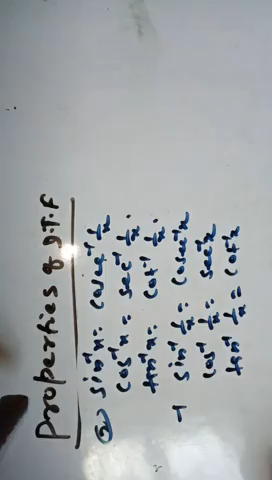 Properties of I.T.F
(2) sin⁻¹x = cosec⁻¹ 1/x
cos⁻¹x = sec⁻¹ 1/x.
tan⁻¹x = cot⁻¹ 1/x.
→ sin⁻¹ 1/x = cosec⁻¹x
cos⁻¹ 1/x = sec⁻¹x
tan⁻¹ 1/x = cot⁻¹x